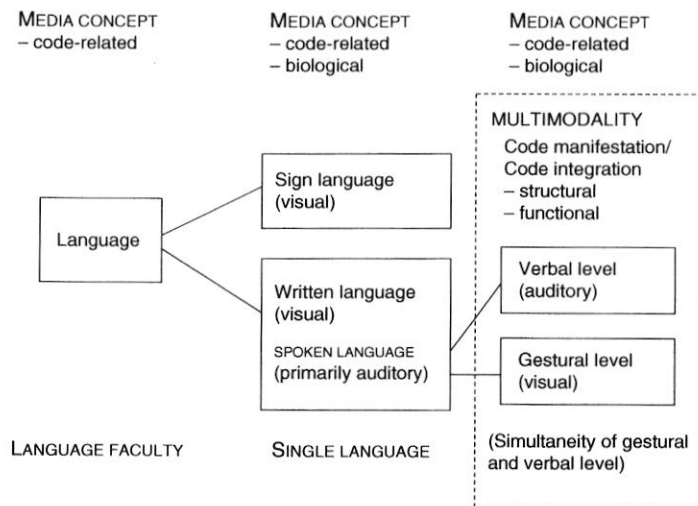 MEDIA CONCEPT
– code-related
MEDIA CONCEPT
– code-related
– biological
MEDIA CONCEPT
– code-related
– biological
MULTIMODALITY
Code manifestation/
Code integration
– structural
– functional
Language
Sign language
(visual)
Written language
(visual)
SPOKEN LANGUAGE
(primarily auditory)
Verbal level
(auditory)
Gestural level
(visual)
LANGUAGE FACULTY
SINGLE LANGUAGE
(Simultaneity of gestural
and verbal level)